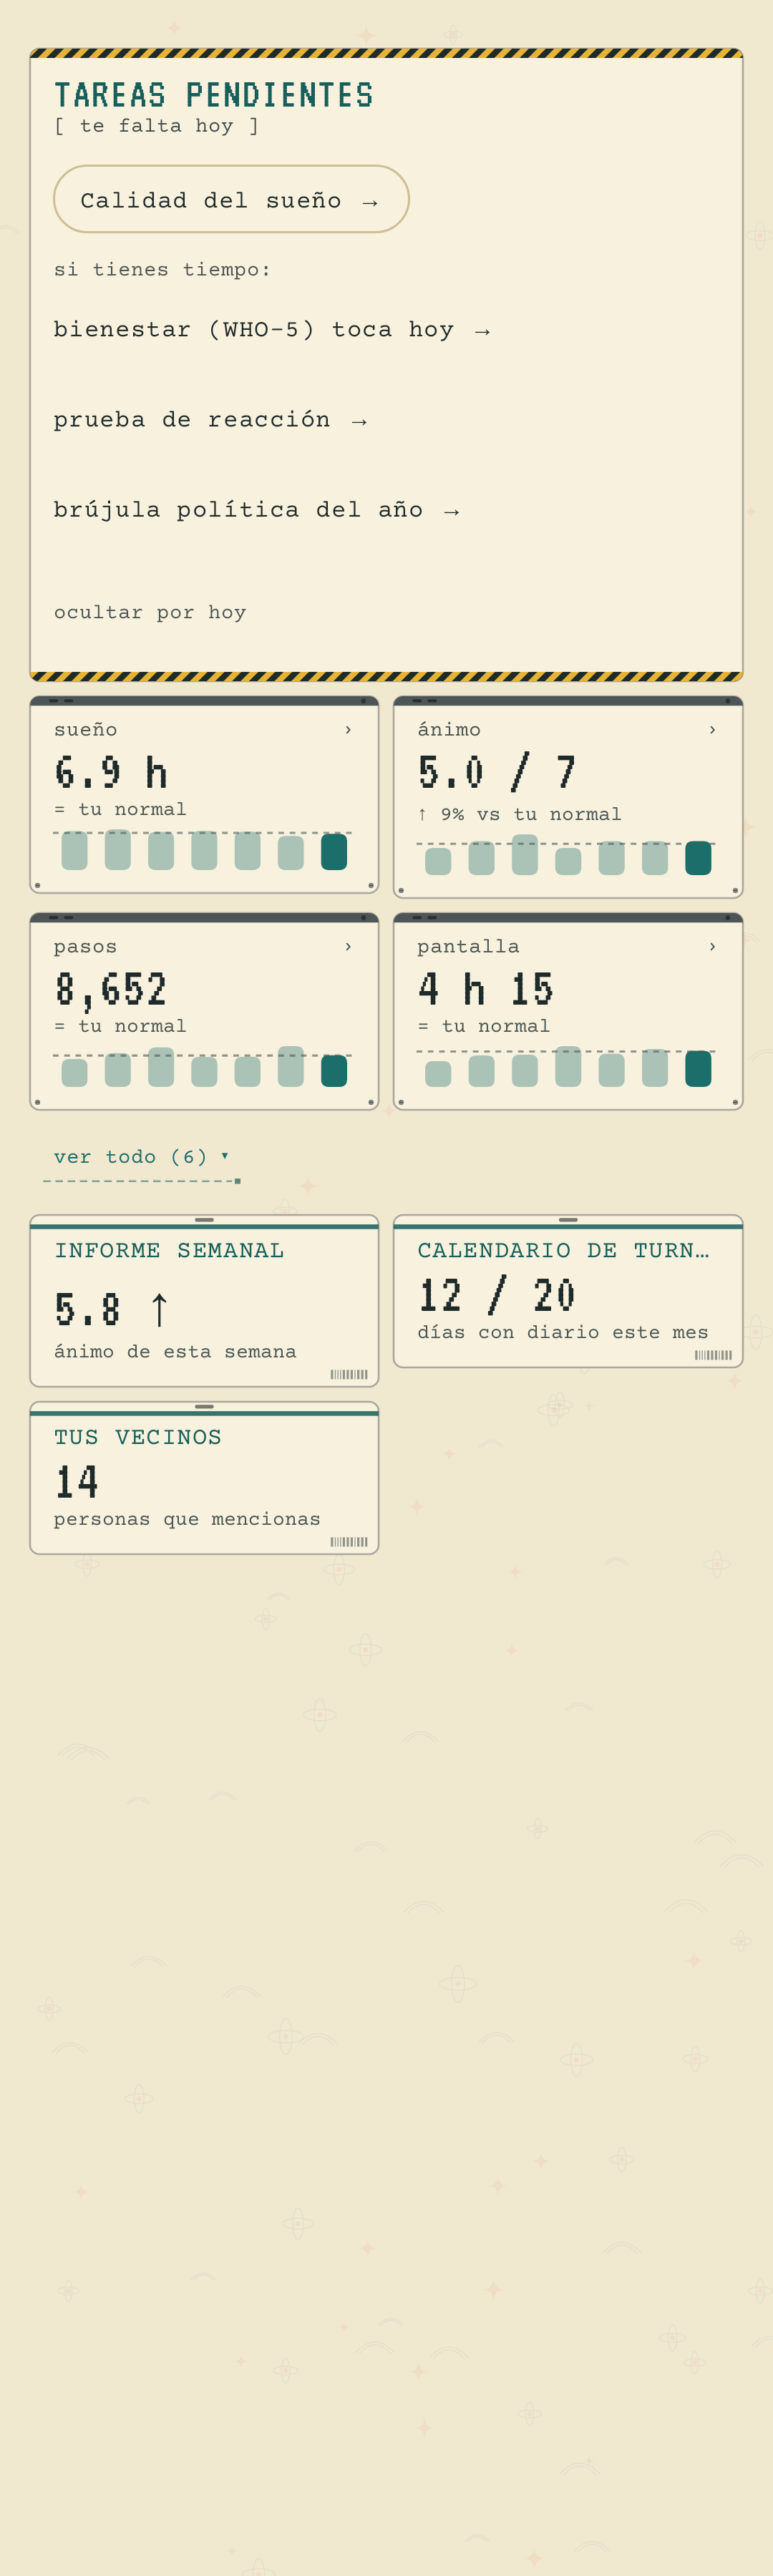 TAREAS PENDIENTES
[ te falta hoy ]
Calidad del sueño →
si tienes tiempo:
bienestar (WHO-5) toca hoy →
prueba de reacción →
brújula política del año →
ocultar por hoy
sueño ›
6.9 h
= tu normal
ánimo ›
5.0 / 7
↑ 9% vs tu normal
pasos ›
8,652
= tu normal
pantalla ›
4 h 15
= tu normal
ver todo (6) ▾
INFORME SEMANAL
5.8 ↑
ánimo de esta semana
CALENDARIO DE TURN…
12 / 20
días con diario este mes
TUS VECINOS
14
personas que mencionas